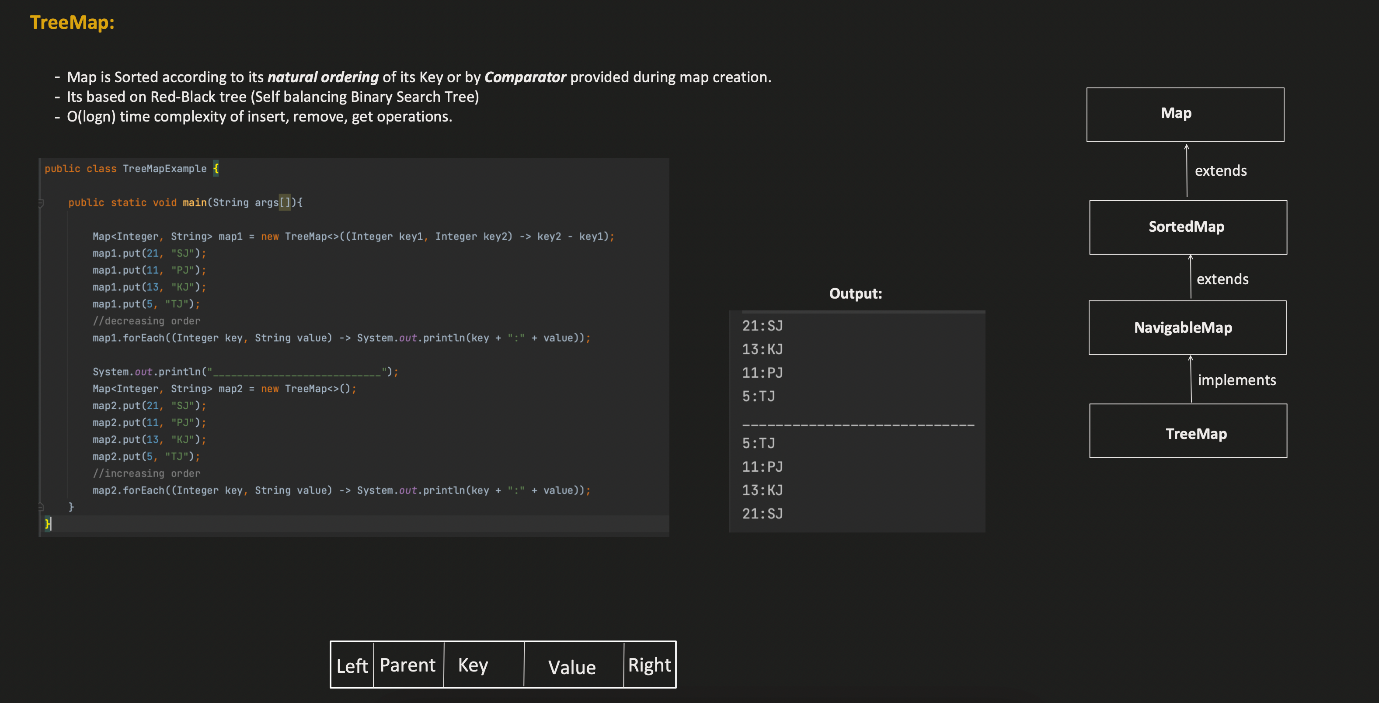 TreeMap:
- Map is Sorted according to its natural ordering of its Key or by Comparator provided during map creation.
- Its based on Red-Black tree (Self balancing Binary Search Tree)
- O(logn) time complexity of insert, remove, get operations.
public class TreeMapExample {
public static void main(String args[]){
Map<Integer, String> map1 = new TreeMap<>((Integer key1, Integer key2) -> key2 - key1);
map1.put(21, "SJ");
map1.put(11, "PJ");
map1.put(13, "KJ");
map1.put(5, "TJ");
//decreasing order
map1.forEach((Integer key, String value) -> System.out.println(key + ":" + value));
System.out.println("___________________________");
Map<Integer, String> map2 = new TreeMap<>();
map2.put(21, "SJ");
map2.put(11, "PJ");
map2.put(13, "KJ");
map2.put(5, "TJ");
//increasing order
map2.forEach((Integer key, String value) -> System.out.println(key + ":" + value));
}
}
Output:
21:SJ
13:KJ
11:PJ
5:TJ
___________________________
5:TJ
11:PJ
13:KJ
21:SJ
Map
extends
SortedMap
extends
NavigableMap
implements
TreeMap
Left Parent Key Value Right